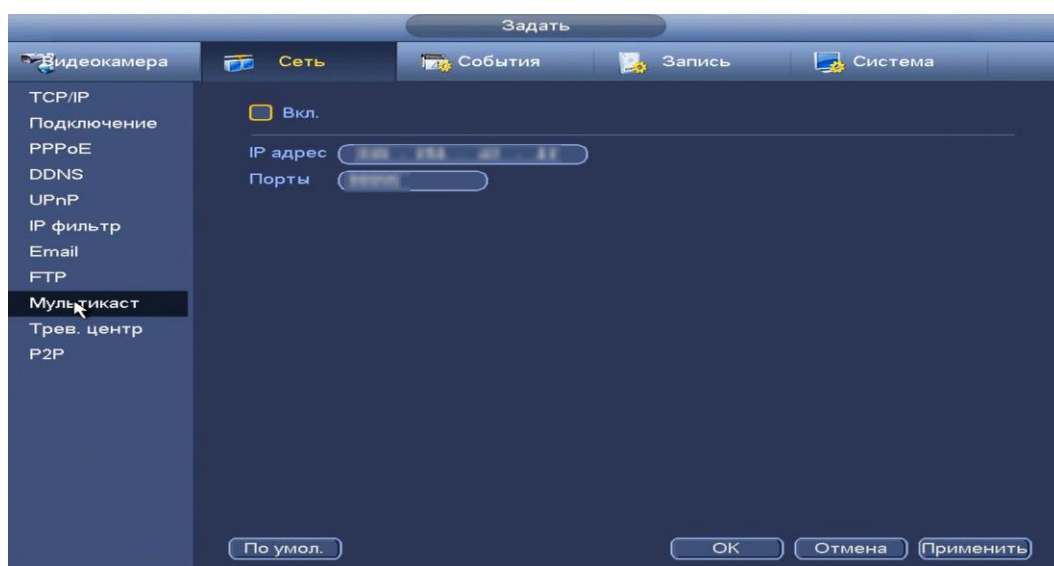 Задать
Видеокамера Сеть События Запись Система
TCP/IP
Подключение
PPPoE
DDNS
UPnP
IP фильтр
Email
FTP
Мультикаст
Трев. центр
P2P
Вкл.
IP адрес
Порты
По умол. OK Отмена Применить